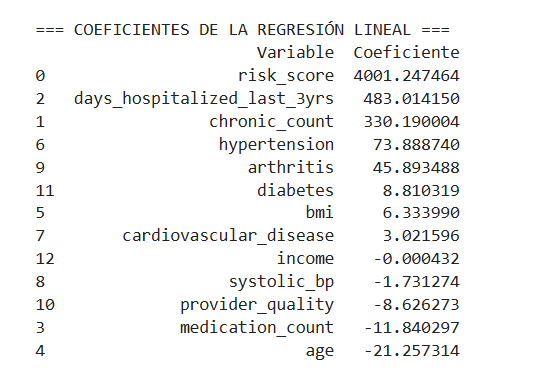 === COEFICIENTES DE LA REGRESIÓN LINEAL ===
Variable Coeficiente
0 risk_score 4001.247464
2 days_hospitalized_last_3yrs 483.014150
1 chronic_count 330.190004
6 hypertension 73.888740
9 arthritis 45.893488
11 diabetes 8.810319
5 bmi 6.333990
7 cardiovascular_disease 3.021596
12 income -0.000432
8 systolic_bp -1.731274
10 provider_quality -8.626273
3 medication_count -11.840297
4 age -21.257314